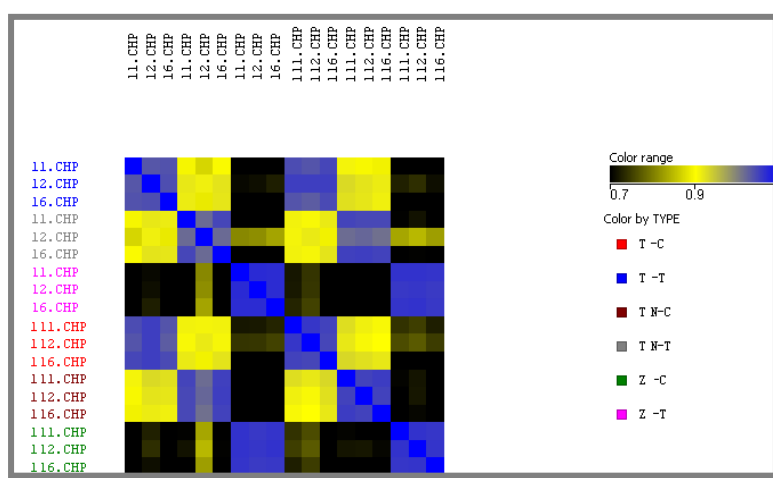 11.CHP 12.CHP 16.CHP 11.CHP 12.CHP 16.CHP 11.CHP 12.CHP 16.CHP 111.CHP 112.CHP 116.CHP 111.CHP 112.CHP 116.CHP 111.CHP 112.CHP 116.CHP
11.CHP
12.CHP
16.CHP
11.CHP
12.CHP
16.CHP
11.CHP
12.CHP
16.CHP
111.CHP
112.CHP
116.CHP
111.CHP
112.CHP
116.CHP
111.CHP
112.CHP
116.CHP
Color range
0.7 0.9
Color by TYPE
T -C
T -T
T N-C
T N-T
Z -C
Z -T